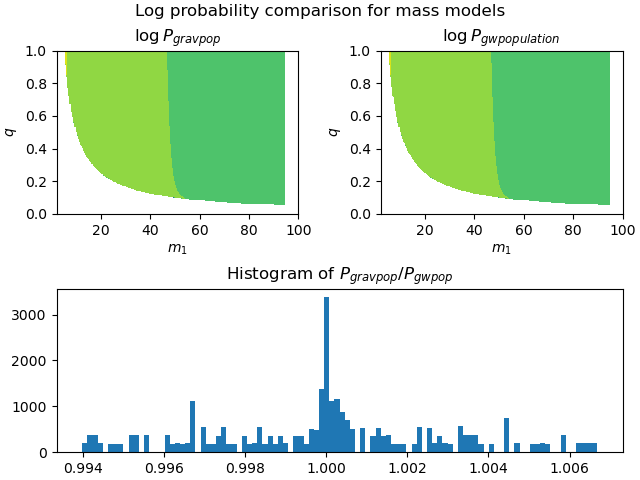 Log probability comparison for mass models
log P_gravpop
log P_gwpopulation
1.0
0.8
0.6
0.4
0.2
0.0
q
20 40 60 80 100
m_1
1.0
0.8
0.6
0.4
0.2
0.0
q
20 40 60 80 100
m_1
Histogram of P_gravpop/P_gwpop
3000
2000
1000
0
0.994 0.996 0.998 1.000 1.002 1.004 1.006